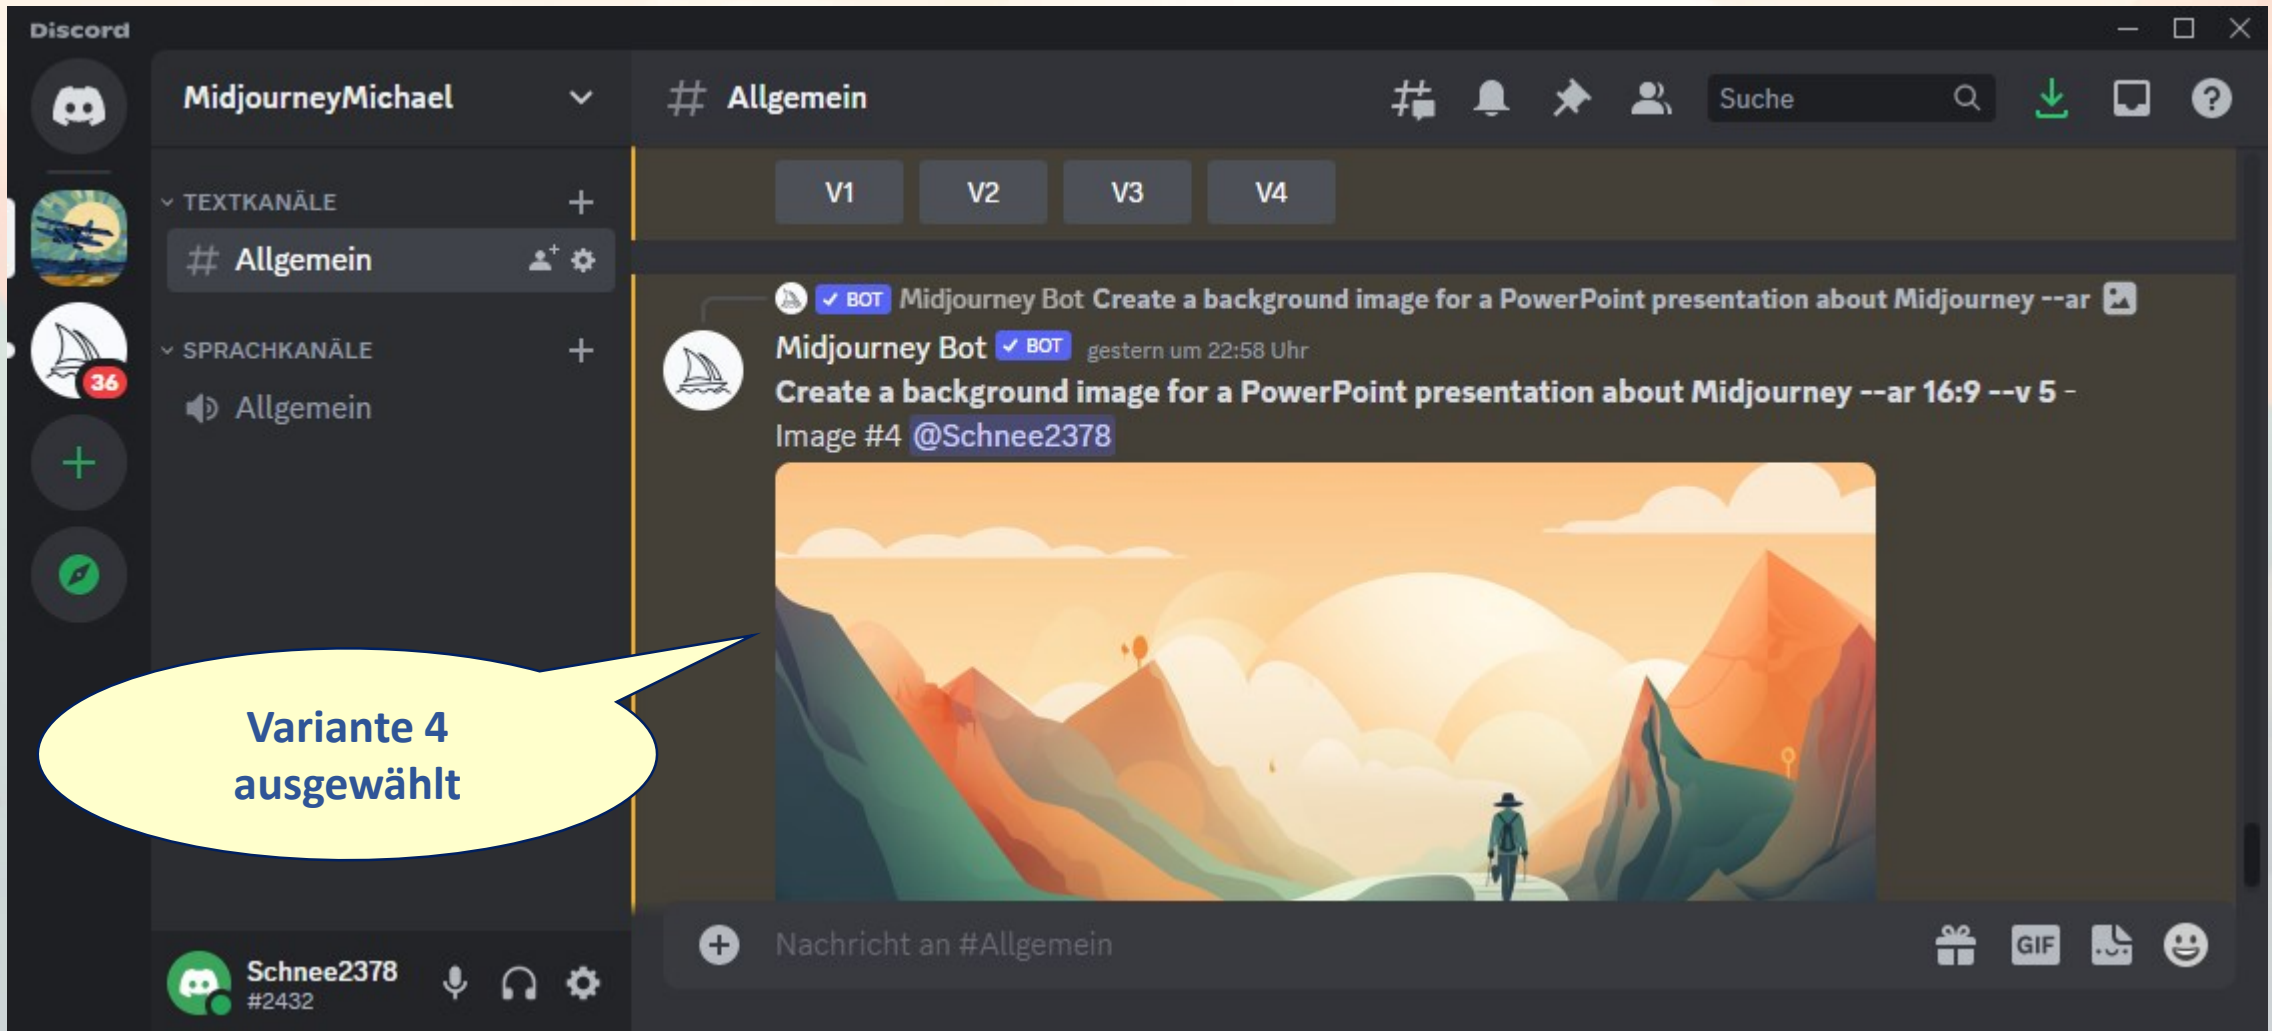 Discord
MidjourneyMichael
# Allgemein
Suche
TEXTKANÄLE
# Allgemein
SPRACHKANÄLE
Allgemein
36
V1 V2 V3 V4
BOT Midjourney Bot Create a background image for a PowerPoint presentation about Midjourney --ar
Midjourney Bot BOT gestern um 22:58 Uhr
Create a background image for a PowerPoint presentation about Midjourney --ar 16:9 --v 5 -
Image #4 @Schnee2378
Variante 4
ausgewählt
Nachricht an #Allgemein
GIF
Schnee2378
#2432